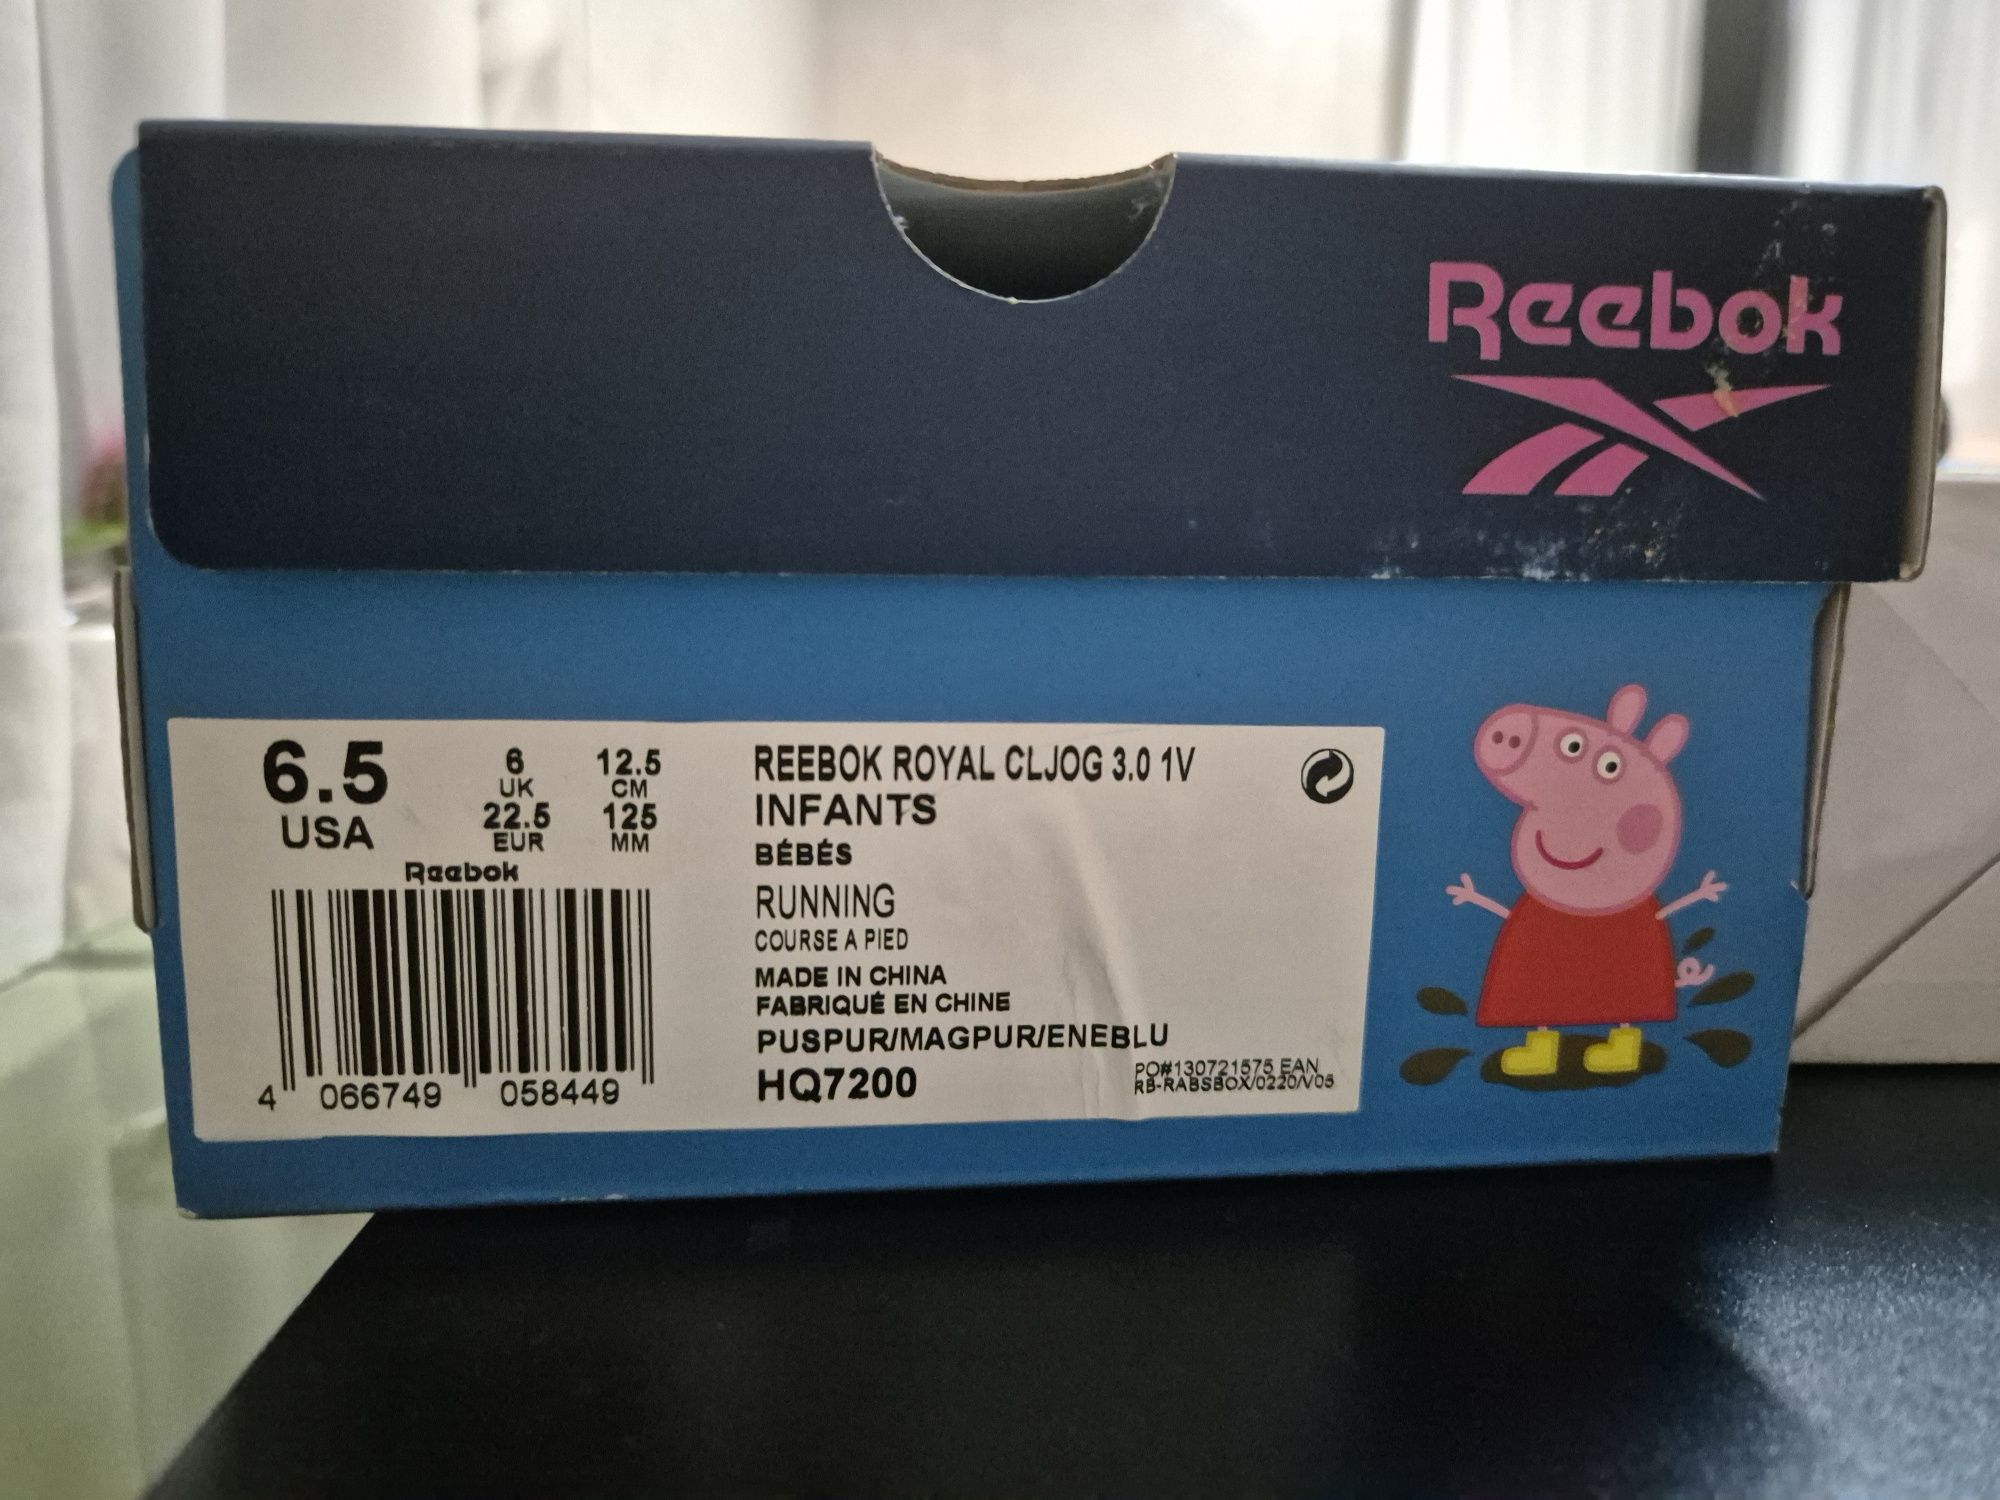 Reebok
6.5
USA
6
UK
22.5
EUR
12.5
CM
125
MM
Reebok
4 066749 058449
REEBOK ROYAL CLJOG 3.0 1V
INFANTS
BÉBÉS
RUNNING
COURSE A PIED
MADE IN CHINA
FABRIQUÉ EN CHINE
PUSPUR/MAGPUR/ENEBLU
HQ7200
PO#130721575 EAN
RB-RABSBOX/0220/V05